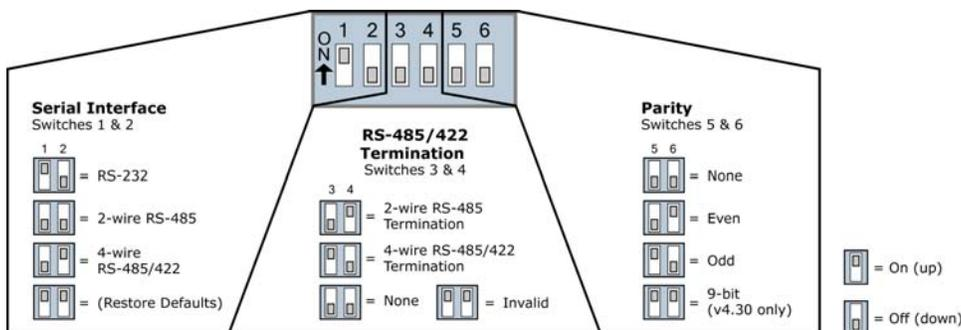 O
N
1 2 3 4 5 6
Serial Interface
Switches 1 & 2
1 2
= RS-232
= 2-wire RS-485
= 4-wire
RS-485/422
= (Restore Defaults)
RS-485/422
Termination
Switches 3 & 4
3 4
= 2-wire RS-485
Termination
= 4-wire RS-485/422
Termination
= None
= Invalid
Parity
Switches 5 & 6
5 6
= None
= Even
= Odd
= 9-bit
(v4.30 only)
= On (up)
= Off (down)